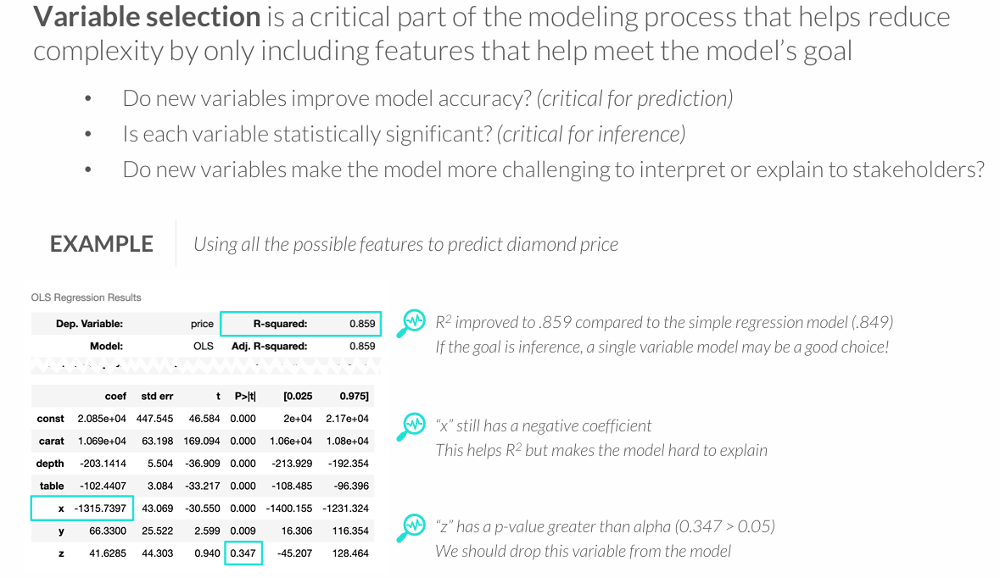 Variable selection is a critical part of the modeling process that helps reduce
complexity by only including features that help meet the model's goal
• Do new variables improve model accuracy? (critical for prediction)
• Is each variable statistically significant? (critical for inference)
• Do new variables make the model more challenging to interpret or explain to stakeholders?
EXAMPLE Using all the possible features to predict diamond price
OLS Regression Results
Dep. Variable: price R-squared: 0.859
Model: OLS Adj. R-squared: 0.859
coef std err t P>|t| [0.025 0.975]
const 2.085e+04 447.545 46.584 0.000 2e+04 2.17e+04
carat 1.069e+04 63.198 169.094 0.000 1.06e+04 1.08e+04
depth -203.1414 5.504 -36.909 0.000 -213.929 -192.354
table -102.4407 3.084 -33.217 0.000 -108.485 -96.396
x -1315.7397 43.069 -30.550 0.000 -1400.155 -1231.324
y 66.3300 25.522 2.599 0.009 16.306 116.354
z 41.6285 44.303 0.940 0.347 -45.207 128.464
R² improved to .859 compared to the simple regression model (.849)
If the goal is inference, a single variable model may be a good choice!
"x" still has a negative coefficient
This helps R² but makes the model hard to explain
"z" has a p-value greater than alpha (0.347 > 0.05)
We should drop this variable from the model